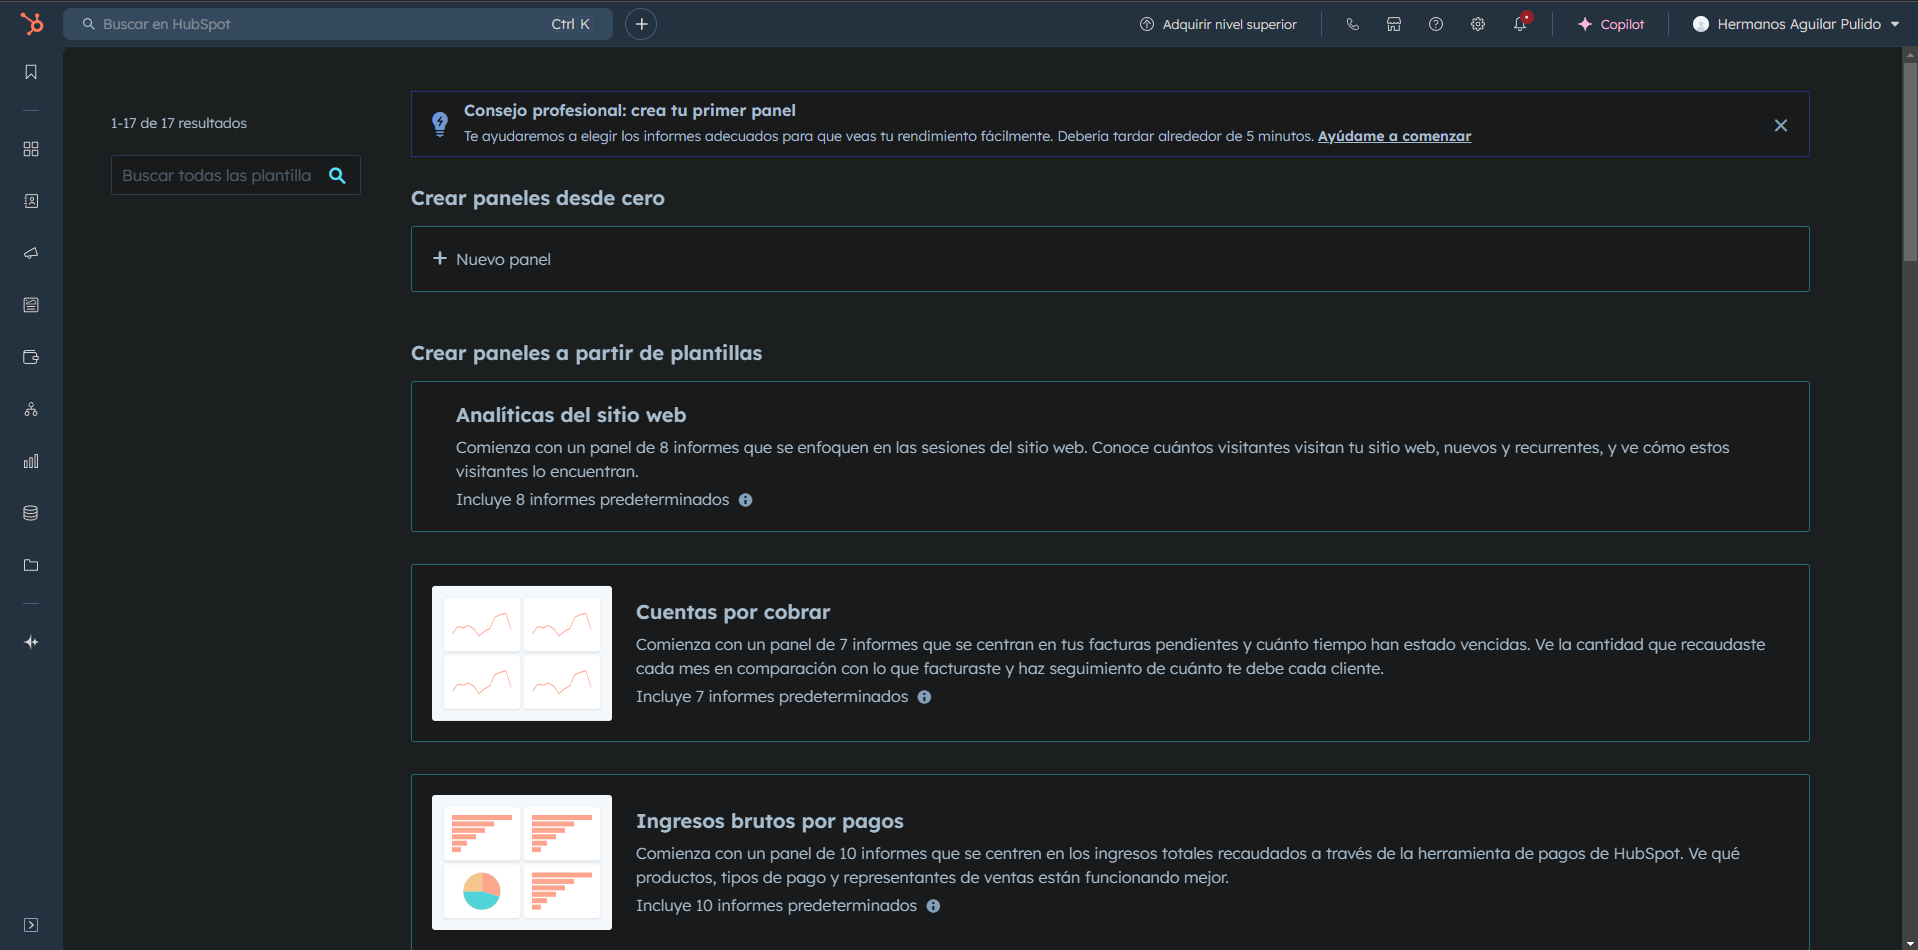 Buscar en HubSpot
Ctrl K
Adquirir nivel superior
Copilot
Hermanos Aguilar Pulido
1-17 de 17 resultados
Buscar todas las plantilla
Consejo profesional: crea tu primer panel
Te ayudaremos a elegir los informes adecuados para que veas tu rendimiento fácilmente. Debería tardar alrededor de 5 minutos. Ayúdame a comenzar
Crear paneles desde cero
Nuevo panel
Crear paneles a partir de plantillas
Analíticas del sitio web
Comienza con un panel de 8 informes que se enfoquen en las sesiones del sitio web. Conoce cuántos visitantes visitan tu sitio web, nuevos y recurrentes, y ve cómo estos
visitantes lo encuentran.
Incluye 8 informes predeterminados
Cuentas por cobrar
Comienza con un panel de 7 informes que se centran en tus facturas pendientes y cuánto tiempo han estado vencidas. Ve la cantidad que recaudaste
cada mes en comparación con lo que facturaste y haz seguimiento de cuánto te debe cada cliente.
Incluye 7 informes predeterminados
Ingresos brutos por pagos
Comienza con un panel de 10 informes que se centren en los ingresos totales recaudados a través de la herramienta de pagos de HubSpot. Ve qué
productos, tipos de pago y representantes de ventas están funcionando mejor.
Incluye 10 informes predeterminados